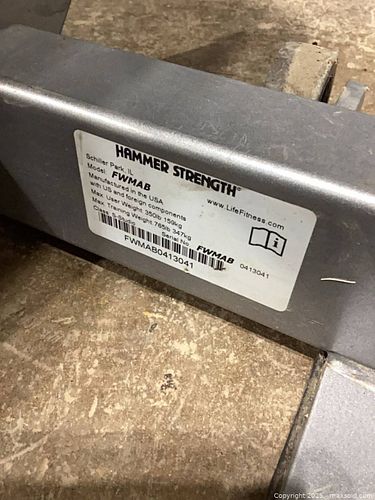 HAMMER STRENGTH®
Schiller Park, IL
www.LifeFitness.com
Model FWMAB
Manufactured in the USA
with US and foreign components
Max. User Weight 350lb 159kg
Max. Training Weight 765lb 347kg
Serial No. FWMAB 0413041
FWMAB0413041
Copyright 2025 - maxsold.com